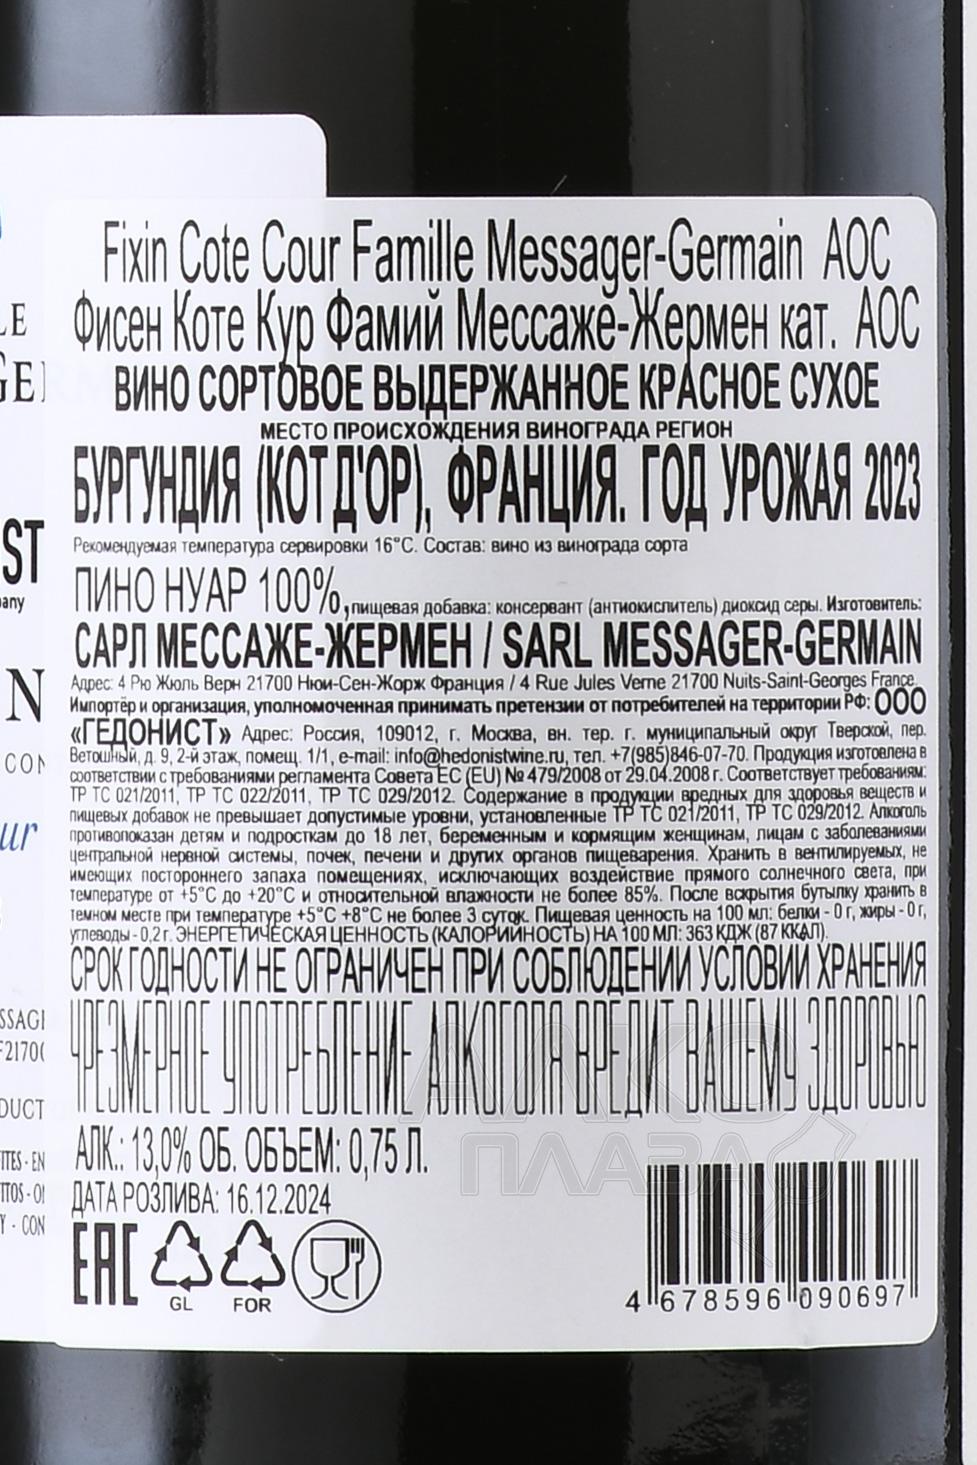 Fixin Cote Cour Famille Messager-Germain AOC
Фисен Коте Кур Фамий Мессаже-Жермен кат. АОС
ВИНО СОРТОВОЕ ВЫДЕРЖАННОЕ КРАСНОЕ СУХОЕ
МЕСТО ПРОИСХОЖДЕНИЯ ВИНОГРАДА РЕГИОН
БУРГУНДИЯ (КОТ Д'ОР), ФРАНЦИЯ. ГОД УРОЖАЯ 2023
Рекомендуемая температура сервировки 16°С. Состав: вино из винограда сорта
ПИНО НУАР 100%, пищевая добавка: консервант (антиокислитель) диоксид серы. Изготовитель:
САРЛ МЕССАЖЕ-ЖЕРМЕН / SARL MESSAGER-GERMAIN
Адрес: 4 Рю Жюль Верн 21700 Нюи-Сен-Жорж Франция / 4 Rue Jules Verne 21700 Nuits-Saint-Georges France.
Импортёр и организация, уполномоченная принимать претензии от потребителей на территории РФ: ООО
«ГЕДОНИСТ» Адрес: Россия, 109012, г. Москва, вн. тер. г. муниципальный округ Тверской, пер.
Ветошный, д. 9, 2-й этаж, помещ. 1/1, e-mail: info@hedonistwine.ru, тел. +7(985)846-07-70. Продукция изготовлена в
соответствии с требованиями регламента Совета ЕС (EU) № 479/2008 от 29.04.2008 г. Соответствует требованиям:
ТР ТС 021/2011, ТР ТС 022/2011, ТР ТС 029/2012. Содержание в продукции вредных для здоровья веществ и
пищевых добавок не превышает допустимые уровни, установленные ТР ТС 021/2011, ТР ТС 029/2012. Алкоголь
противопоказан детям и подросткам до 18 лет, беременным и кормящим женщинам, лицам с заболеваниями
центральной нервной системы, почек, печени и других органов пищеварения. Хранить в вентилируемых, не
имеющих постороннего запаха помещениях, исключающих воздействие прямого солнечного света, при
температуре от +5°С до +20°С и относительной влажности не более 85%. После вскрытия бутылку хранить в
темном месте при температуре +5°С +8°С не более 3 суток. Пищевая ценность на 100 мл: белки - 0 г, жиры - 0 г,
углеводы - 0,2 г. ЭНЕРГЕТИЧЕСКАЯ ЦЕННОСТЬ (КАЛОРИЙНОСТЬ) НА 100 МЛ: 363 КДЖ (87 ККАЛ).
СРОК ГОДНОСТИ НЕ ОГРАНИЧЕН ПРИ СОБЛЮДЕНИИ УСЛОВИЙ ХРАНЕНИЯ
ЧРЕЗМЕРНОЕ УПОТРЕБЛЕНИЕ АЛКОГОЛЯ ВРЕДИТ ВАШЕМУ ЗДОРОВЬЮ
АЛК.: 13,0% ОБ. ОБЪЕМ: 0,75 Л.
ДАТА РОЗЛИВА: 16.12.2024
EAC
GL FOR
4 678596 090697
АЛКО
ПЛАЗА